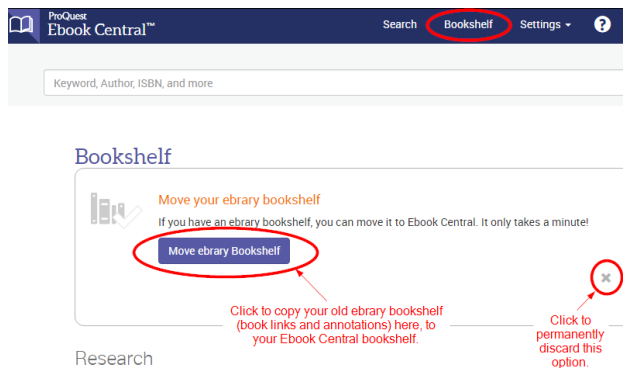 ProQuest
Ebook Central™
Search Bookshelf Settings ?
Keyword, Author, ISBN, and more
Bookshelf
Move your ebrary bookshelf
If you have an ebrary bookshelf, you can move it to Ebook Central. It only takes a minute!
Move ebrary Bookshelf
Click to copy your old ebrary bookshelf
(book links and annotations) here, to
your Ebook Central bookshelf.
Click to
permanently
discard this
option.
Research